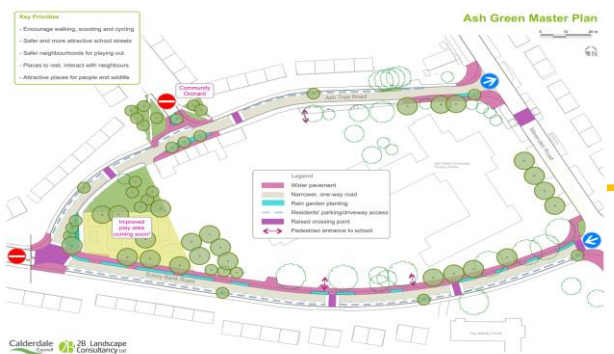 Key Priorities
- Encourage walking, scooting and cycling
- Safer and more attractive school streets
- Safer neighbourhoods for playing out
- Places to rest, interact with neighbours
- Attractive places for people and wildlife
Ash Green Master Plan
N
Community
Orchard
Ash Tree Road
Legend
Wider pavement
Narrower, one-way road
Rain garden planting
Residents' parking/driveway access
Raised crossing point
Pedestrian entrance to school
Improved
play area
coming soon!
Sunny Bank Road
Calderdale
Council
2B Landscape
Consultancy Ltd